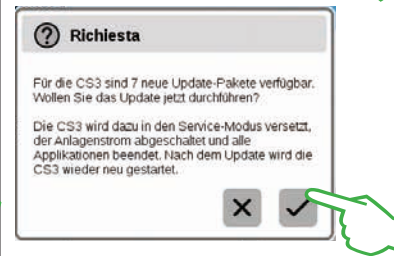 Richiesta
Für die CS3 sind 7 neue Update-Pakete verfügbar.
Wollen Sie das Update jetzt durchführen?
Die CS3 wird dazu in den Service-Modus versetzt,
der Anlagenstrom abgeschaltet und alle
Applikationen beendet. Nach dem Update wird die
CS3 wieder neu gestartet.